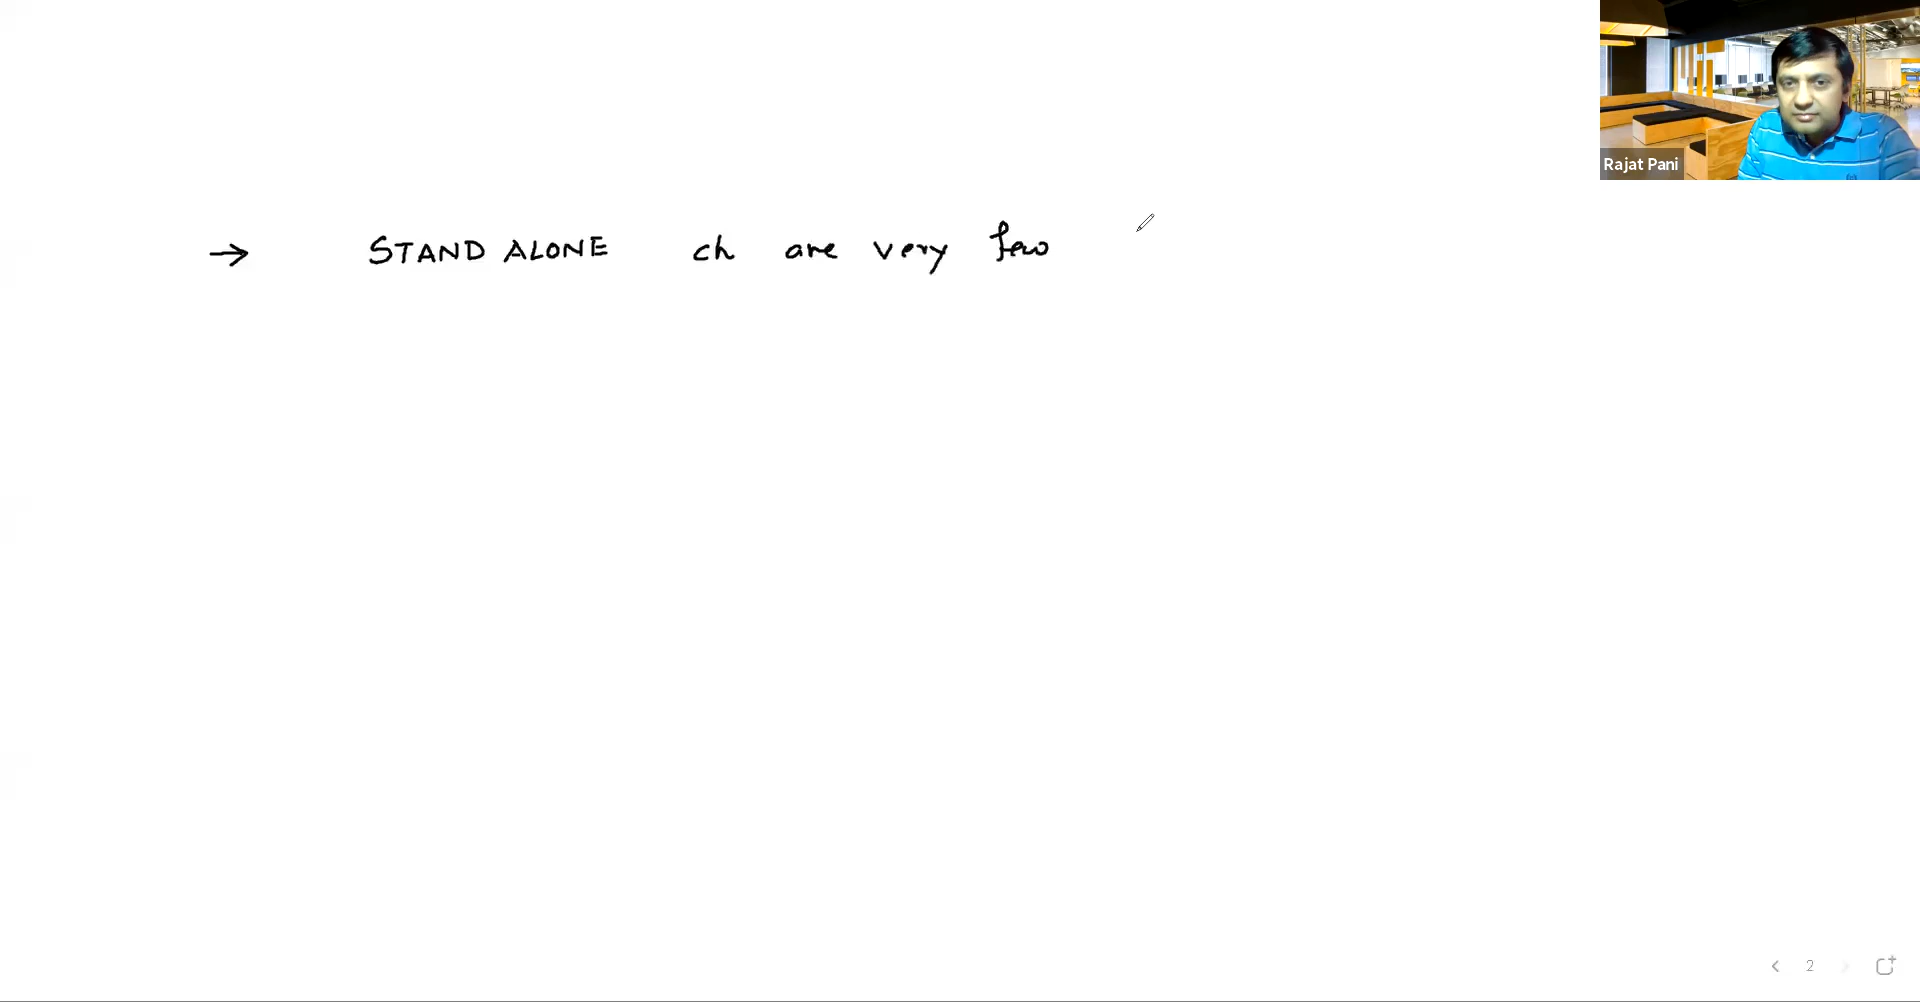 Rajat Pani
→ STAND ALONE ch are very few
2